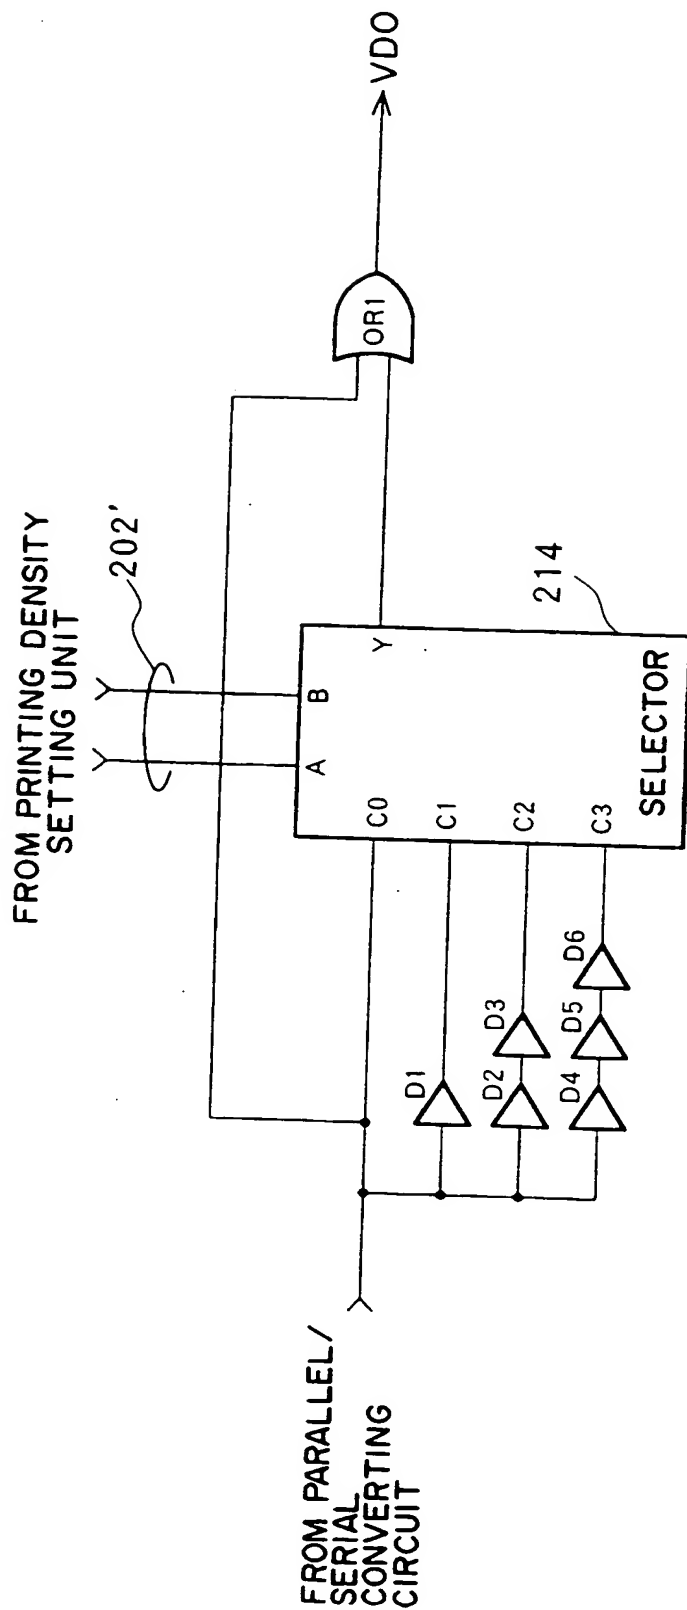 FROM PRINTING DENSITY
SETTING UNIT
202'
A
B
C0
C1
C2
C3
Y
SELECTOR
214
D1
D2
D3
D4
D5
D6
OR1
VDO
FROM PARALLEL/
SERIAL
CONVERTING
CIRCUIT